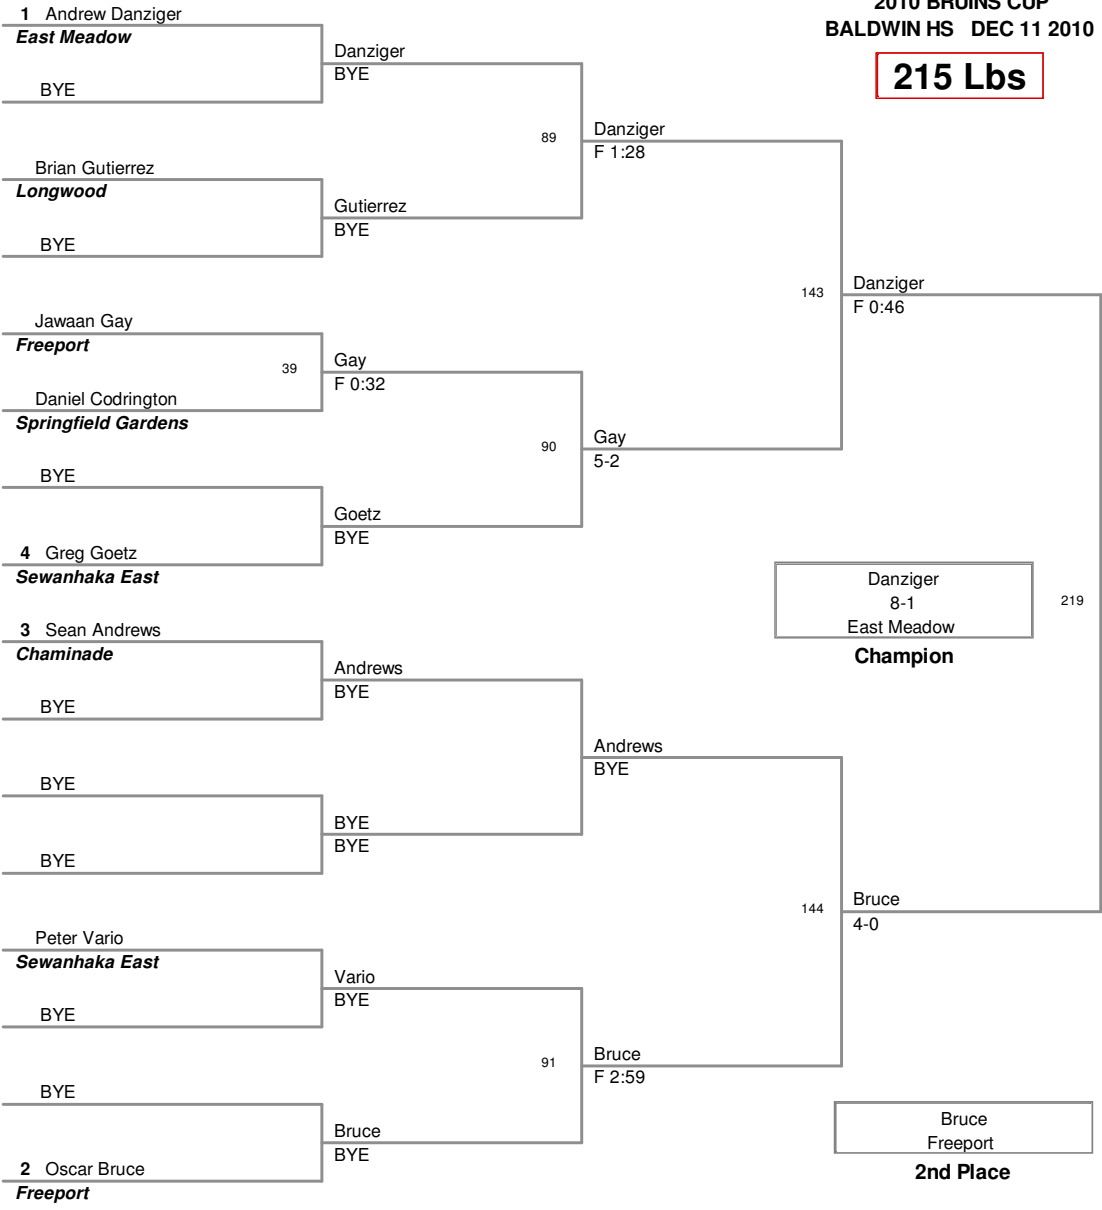 2010 BRUINS CUP
BALDWIN HS DEC 11 2010
215 Lbs
1 Andrew Danziger
East Meadow
BYE
Brian Gutierrez
Longwood
BYE
Jawaan Gay
Freeport
39
Daniel Codrington
Springfield Gardens
BYE
4 Greg Goetz
Sewanhaka East
3 Sean Andrews
Chaminade
BYE
BYE
BYE
Peter Vario
Sewanhaka East
BYE
BYE
2 Oscar Bruce
Freeport
Danziger
BYE
89
Gutierrez
BYE
Gay
F 0:32
90
Goetz
BYE
Andrews
BYE
BYE
BYE
Vario
BYE
91
Bruce
BYE
Danziger
F 1:28
143
Gay
5-2
Andrews
BYE
144
Bruce
F 2:59
Danziger
F 0:46
219
Bruce
4-0
Danziger
8-1
East Meadow
Champion
Bruce
Freeport
2nd Place